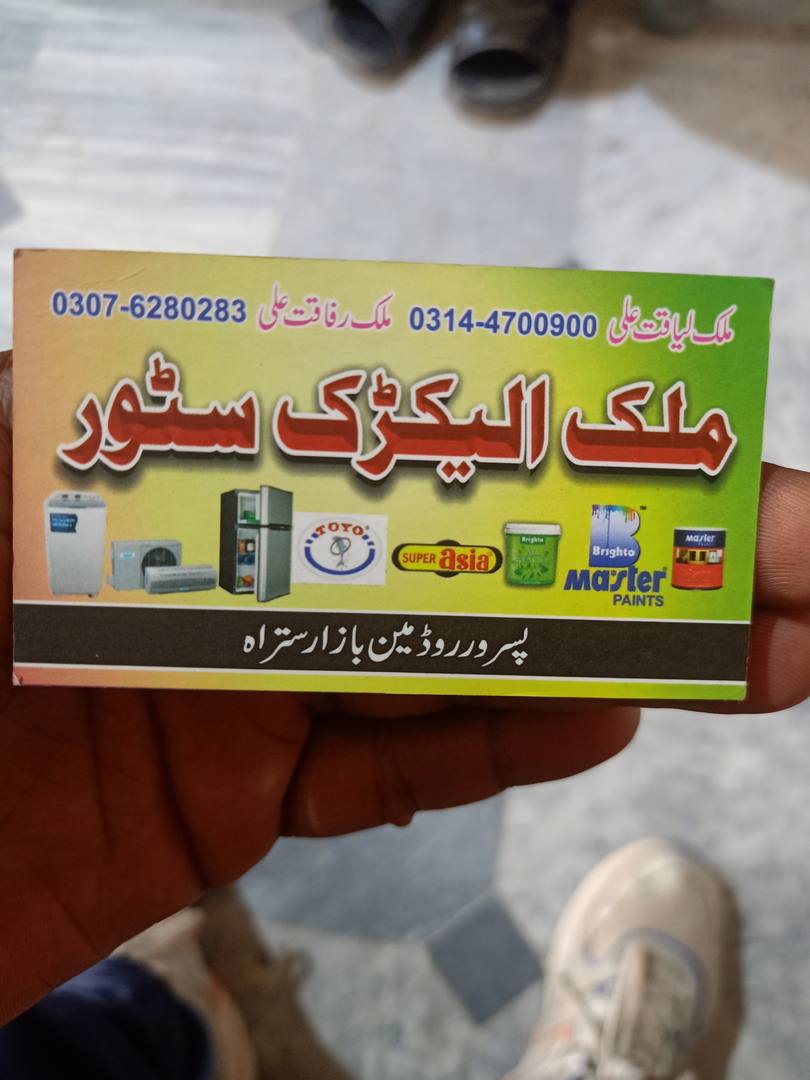 ملک لیاقت علی 0314-4700900 ملک رفاقت علی 0307-6280283
ملک الیکڑک سٹور
TOYO
SUPER asia
Brighto
Brighto
Master
PAINTS
Master
پسرور روڈ مین بازار ستراہ